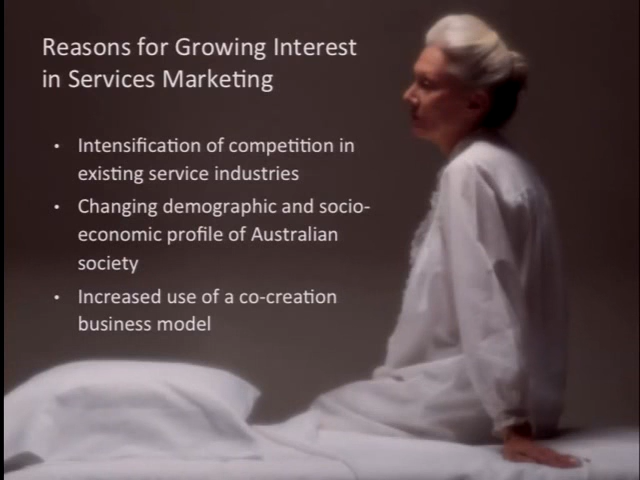 Reasons for Growing Interest
in Services Marketing
• Intensification of competition in
existing service industries
• Changing demographic and socio-
economic profile of Australian
society
• Increased use of a co-creation
business model